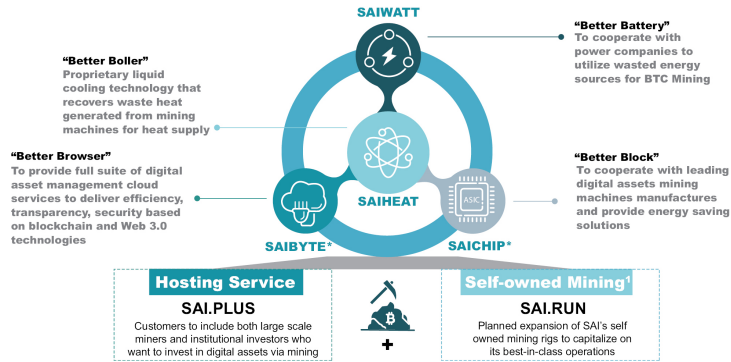 SAIWATT
"Better Battery"
To cooperate with
power companies to
utilize wasted energy
sources for BTC Mining
"Better Boller"
Proprietary liquid
cooling technology that
recovers waste heat
generated from mining
machines for heat supply
"Better Browser"
To provide full suite of digital
asset management cloud
services to deliver efficiency,
transparency, security based
on blockchain and Web 3.0
technologies
SAIHEAT
"Better Block"
To cooperate with leading
digital assets mining
machines manufactures
and provide energy saving
solutions
ASIC
SAIBYTE*
SAICHIP*
Hosting Service
SAI.PLUS
Customers to include both large scale
miners and institutional investors who
want to invest in digital assets via mining
+
Self-owned Mining¹
SAI.RUN
Planned expansion of SAI's self
owned mining rigs to capitalize on
its best-in-class operations